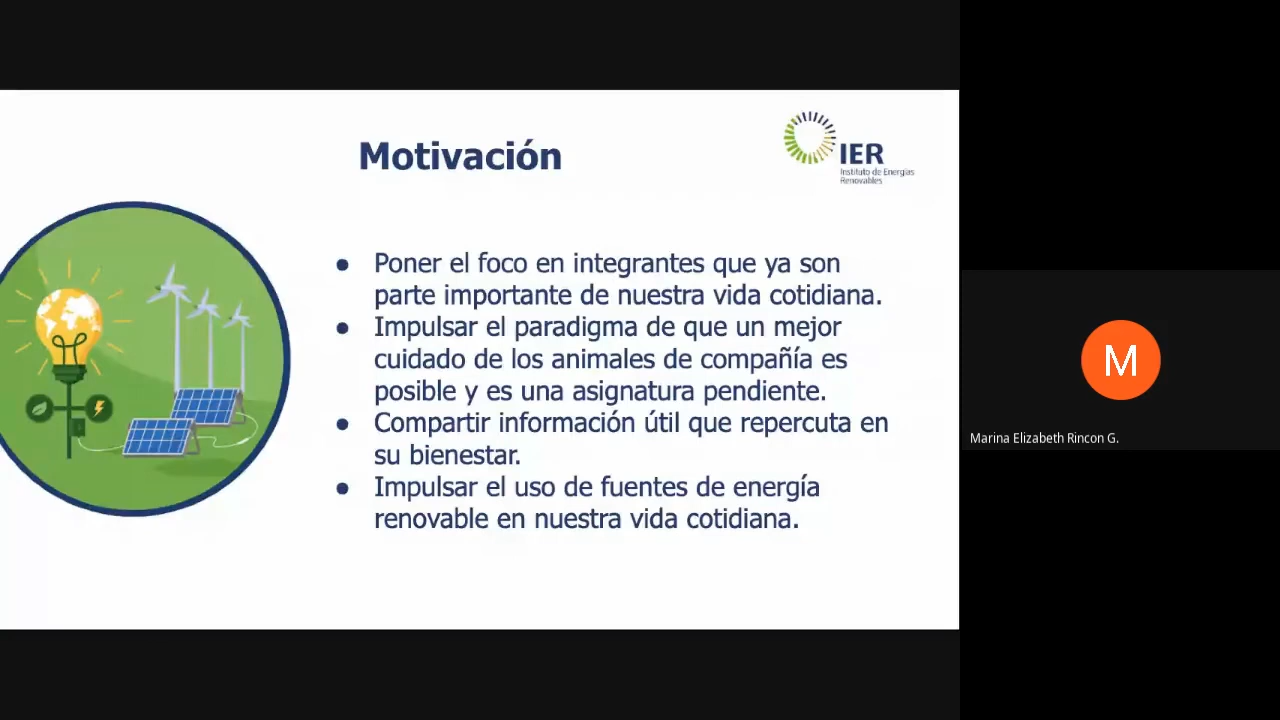 Motivación
IER
Instituto de Energías
Renovables
● Poner el foco en integrantes que ya son
parte importante de nuestra vida cotidiana.
● Impulsar el paradigma de que un mejor
cuidado de los animales de compañía es
posible y es una asignatura pendiente.
● Compartir información útil que repercuta en
su bienestar.
● Impulsar el uso de fuentes de energía
renovable en nuestra vida cotidiana.
M
Marina Elizabeth Rincon G.